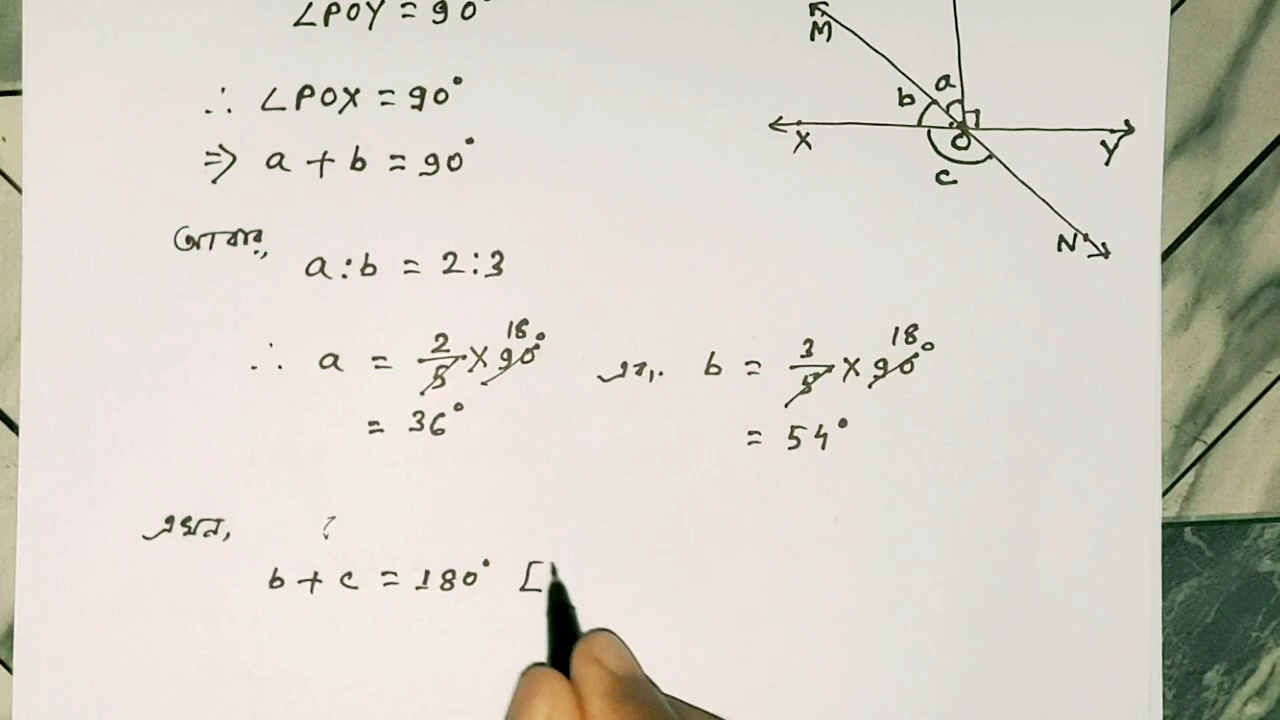 ∠POY = 90°
∴ ∠POX = 90°
⇒ a + b = 90°
আবার,
a : b = 2 : 3
∴ a = 2/5 × 90° 18
= 36°
এবং b = 3/5 × 90° 18
= 54°
এখন,
b + c = 180° [
M
a
b
X
O
Y
c
N